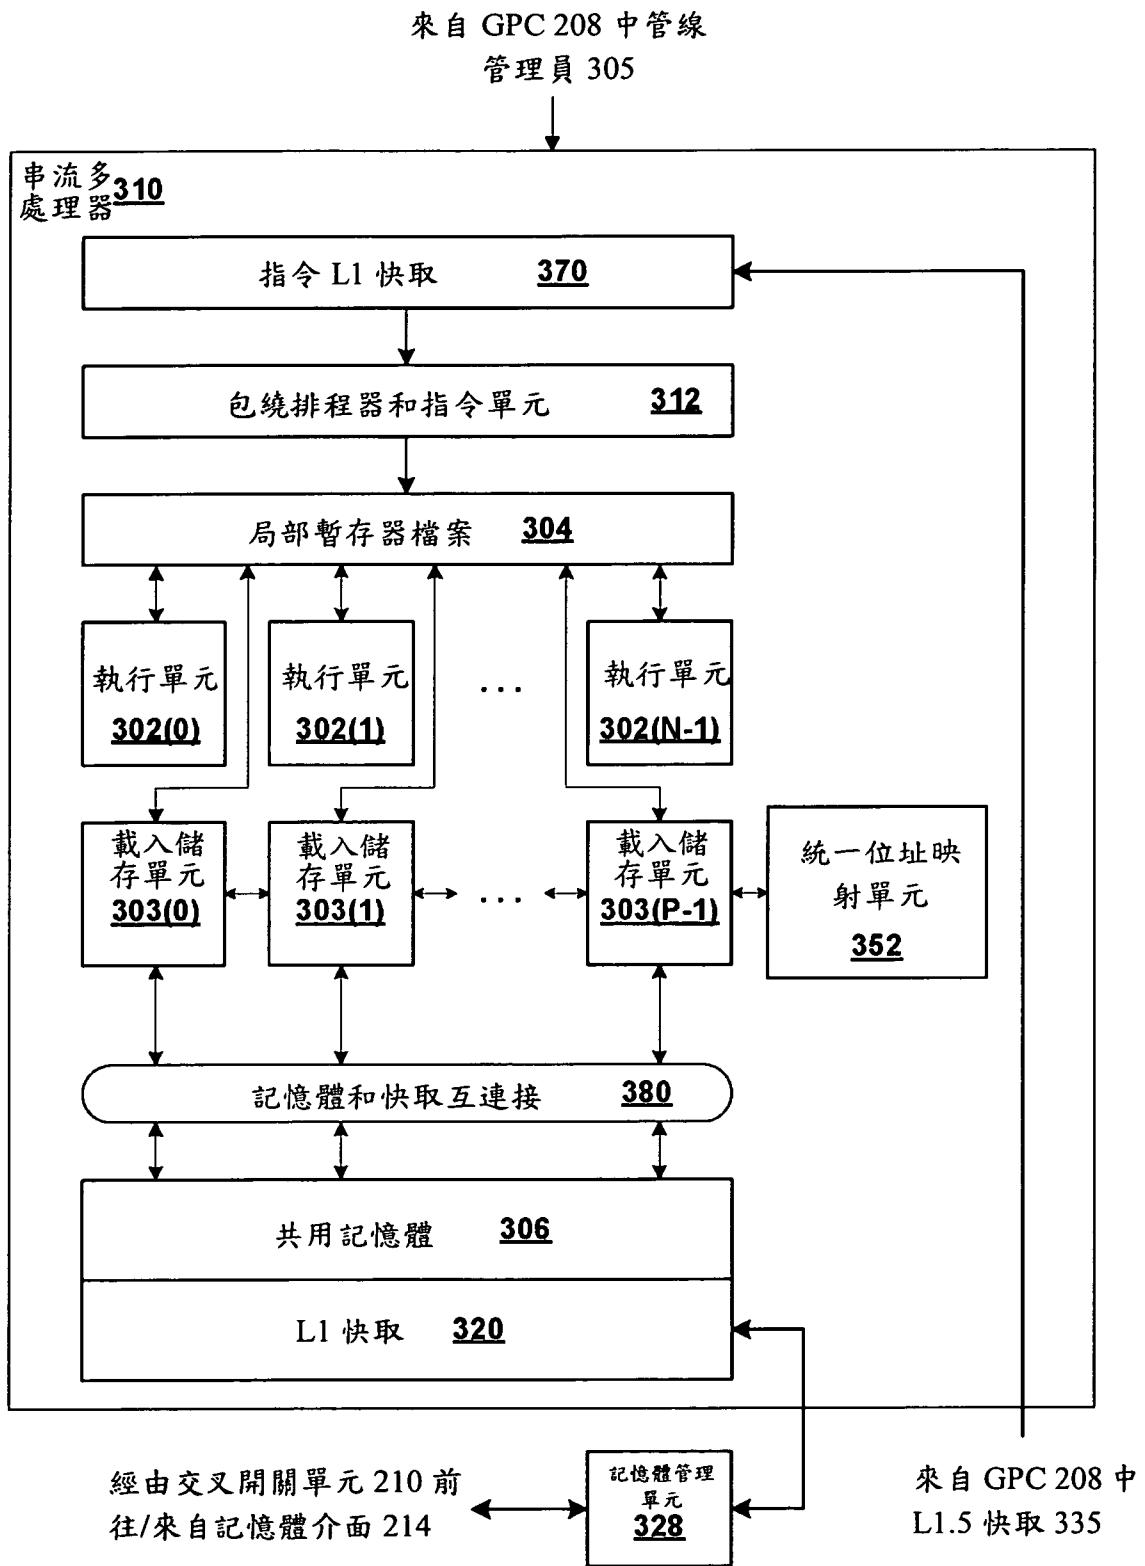 來自 GPC 208 中管線
管理員 305
串流多
處理器 310
指令 L1 快取 370
包繞排程器和指令單元 312
局部暫存器檔案 304
執行單元
302(0)
執行單元
302(1)
...
執行單元
302(N-1)
載入儲
存單元
303(0)
載入儲
存單元
303(1)
...
載入儲
存單元
303(P-1)
統一位址映
射單元
352
記憶體和快取互連接 380
共用記憶體 306
L1 快取 320
經由交叉開關單元 210 前
往/來自記憶體介面 214
記憶體管理
單元
328
來自 GPC 208 中
L1.5 快取 335